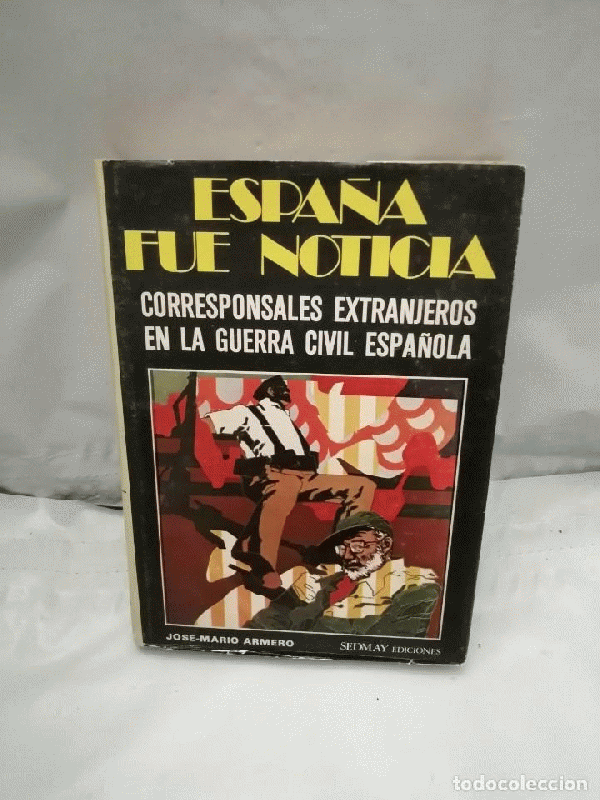 ESPAÑA
FUE NOTICIA
CORRESPONSALES EXTRANJEROS
EN LA GUERRA CIVIL ESPAÑOLA
JOSE-MARIO ARMERO
SEDMAY EDICIONES
todocoleccion